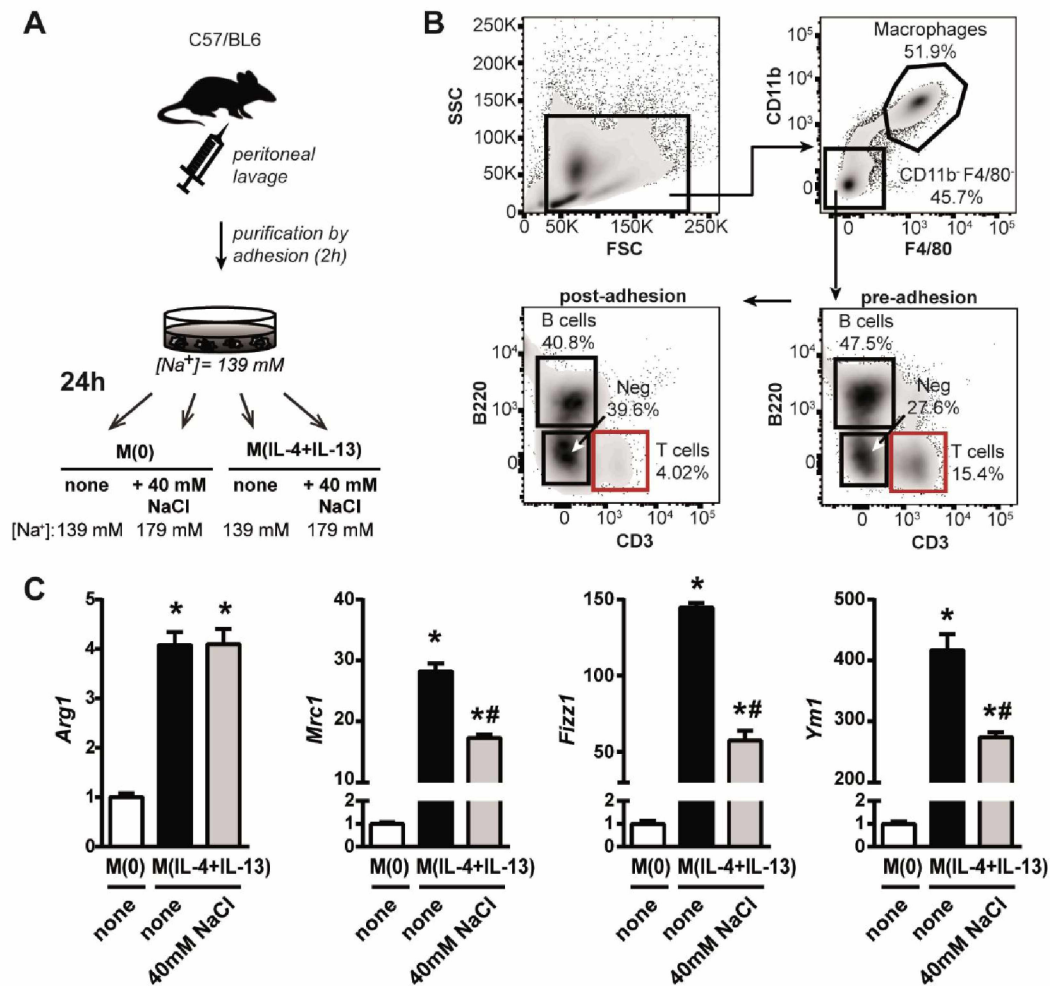 A
C57/BL6
peritoneal
lavage
purification by
adhesion (2h)
[Na+]= 139 mM
24h
M(0)
M(IL-4+IL-13)
none
+ 40 mM
NaCl
none
+ 40 mM
NaCl
[Na+]: 139 mM
179 mM
139 mM
179 mM
B
250K
200K
150K
100K
50K
0
SSC
50K
150K
250K
FSC
10^5
10^4
10^3
0
CD11b
Macrophages
51.9%
CD11b- F4/80-
45.7%
0
10^3
10^4
10^5
F4/80
post-adhesion
B cells
40.8%
Neg
39.6%
T cells
4.02%
10^4
10^3
0
B220
0
10^3
10^4
10^5
CD3
pre-adhesion
B cells
47.5%
Neg
27.6%
T cells
15.4%
10^4
10^3
0
B220
0
10^3
10^4
10^5
CD3
C
Arg1
5
4
3
2
1
0
* *
M(0) M(IL-4+IL-13)
none
none
40mM NaCl
Mrc1
40
30
20
10
2
1
0
*
*#
M(0) M(IL-4+IL-13)
none
none
40mM NaCl
Fizz1
150
100
50
2
1
0
*
*#
M(0) M(IL-4+IL-13)
none
none
40mM NaCl
Ym1
500
400
300
200
2
1
0
*
*#
M(0) M(IL-4+IL-13)
none
none
40mM NaCl